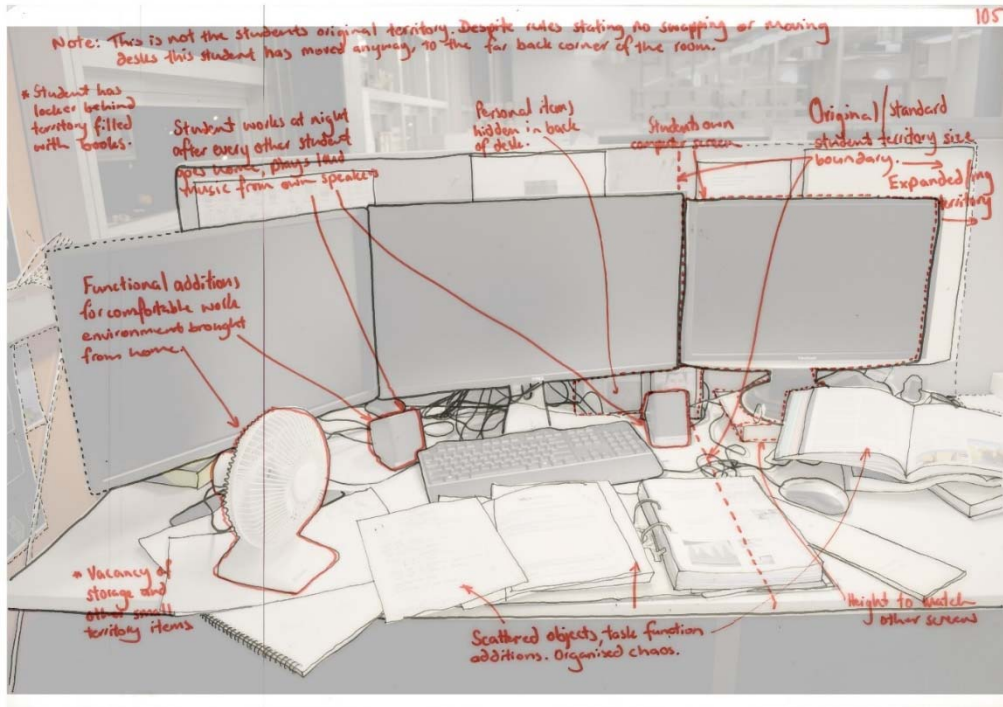 105
Note: This is not the students original territory. Despite rules stating no swapping or moving
desks this student has moved anyway, to the far back corner of the room.
* Student has
locker behind
territory filled
with books.
Student works at night
after every other student
goes home, plays loud
music from own speakers
Personal items
hidden in back
of desk.
Students own
computer screen
Original/standard
student territory size
boundary.
Expanded/ing
territory
Functional additions
for comfortable work
environment brought
from home.
* Vacancy of
storage and
other small
territory items
Scattered objects, task function
additions. Organised chaos.
Height to match
other screens